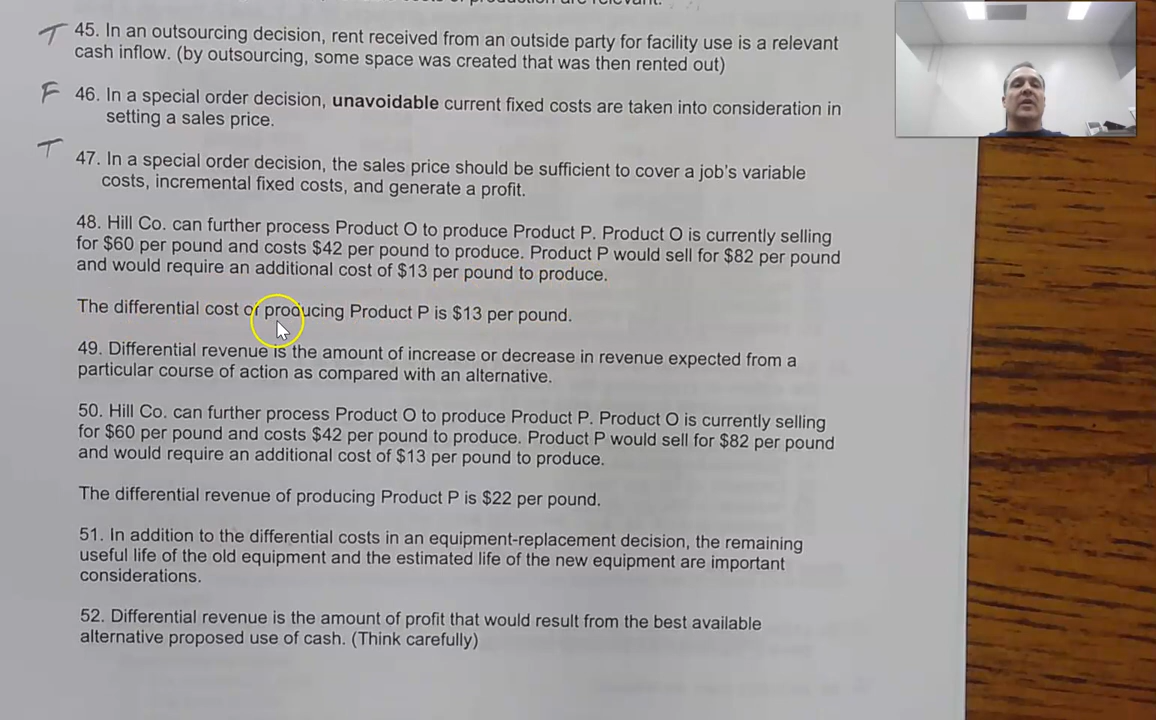 T 45. In an outsourcing decision, rent received from an outside party for facility use is a relevant
cash inflow. (by outsourcing, some space was created that was then rented out)
F 46. In a special order decision, unavoidable current fixed costs are taken into consideration in
setting a sales price.
T 47. In a special order decision, the sales price should be sufficient to cover a job's variable
costs, incremental fixed costs, and generate a profit.
48. Hill Co. can further process Product O to produce Product P. Product O is currently selling
for $60 per pound and costs $42 per pound to produce. Product P would sell for $82 per pound
and would require an additional cost of $13 per pound to produce.
The differential cost of producing Product P is $13 per pound.
49. Differential revenue is the amount of increase or decrease in revenue expected from a
particular course of action as compared with an alternative.
50. Hill Co. can further process Product O to produce Product P. Product O is currently selling
for $60 per pound and costs $42 per pound to produce. Product P would sell for $82 per pound
and would require an additional cost of $13 per pound to produce.
The differential revenue of producing Product P is $22 per pound.
51. In addition to the differential costs in an equipment-replacement decision, the remaining
useful life of the old equipment and the estimated life of the new equipment are important
considerations.
52. Differential revenue is the amount of profit that would result from the best available
alternative proposed use of cash. (Think carefully)